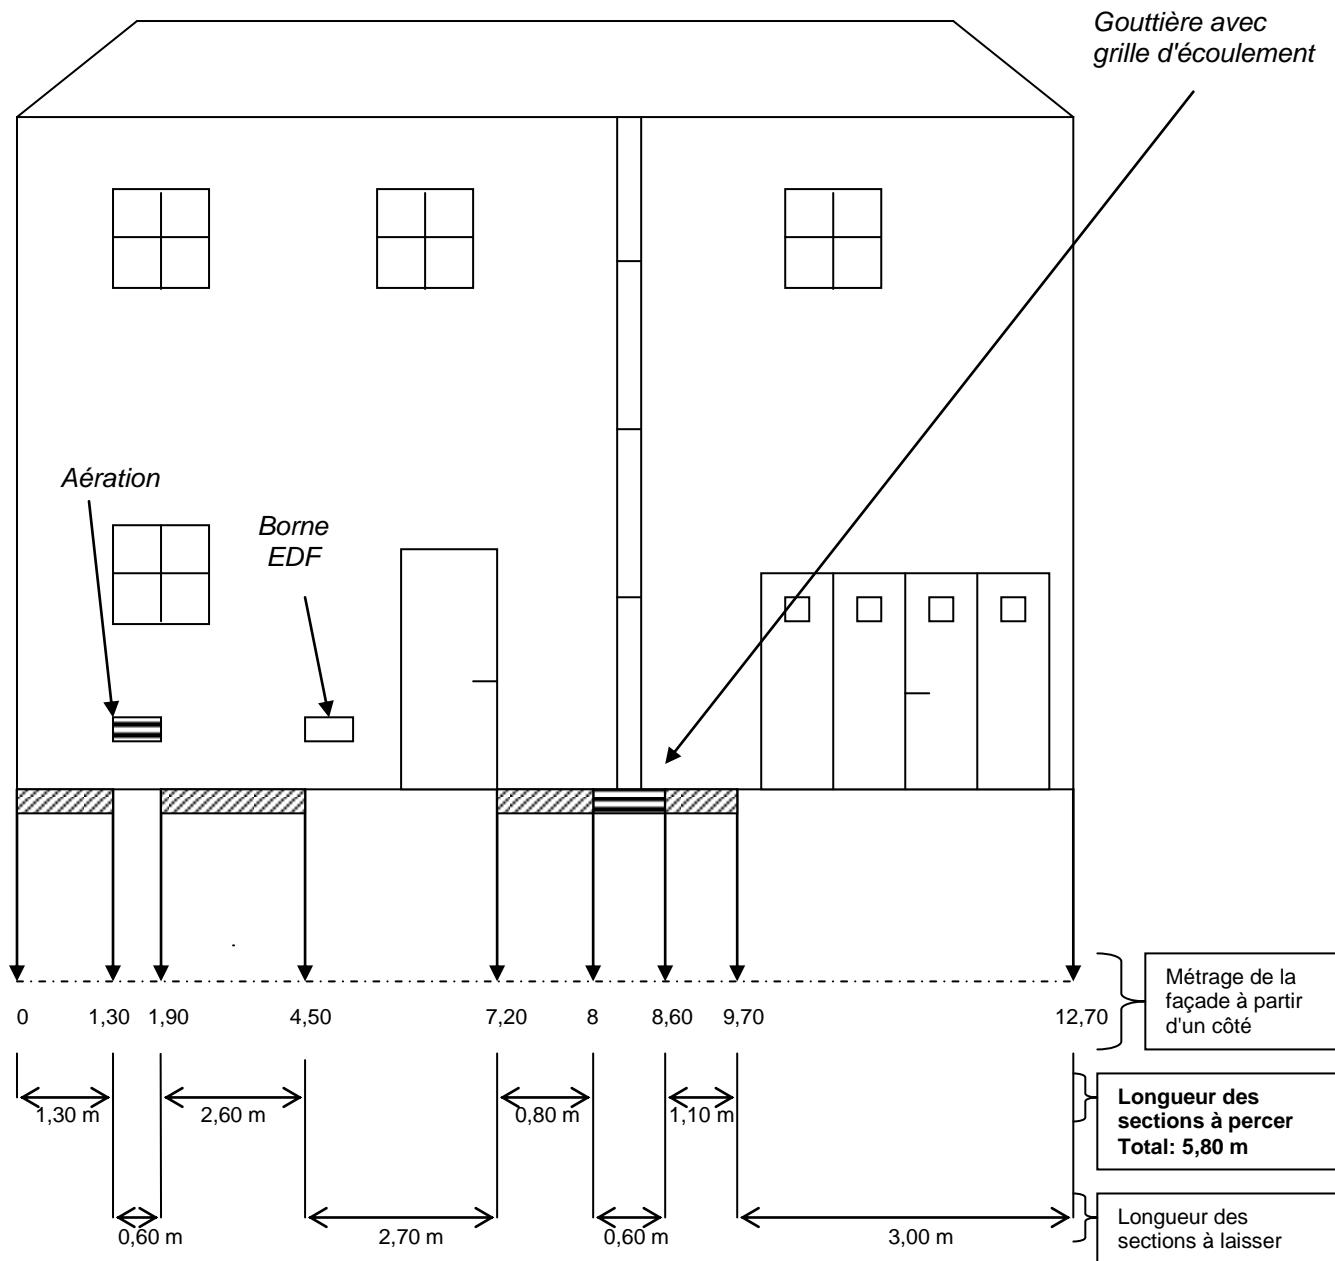 Gouttière avec
grille d'écoulement
Aération
Borne
EDF
0 1,30 1,90 4,50 7,20 8 8,60 9,70 12,70
Métrage de la
façade à partir
d'un côté
1,30 m 2,60 m 0,80 m 1,10 m
Longueur des
sections à percer
Total: 5,80 m
0,60 m 2,70 m 0,60 m 3,00 m
Longueur des
sections à laisser